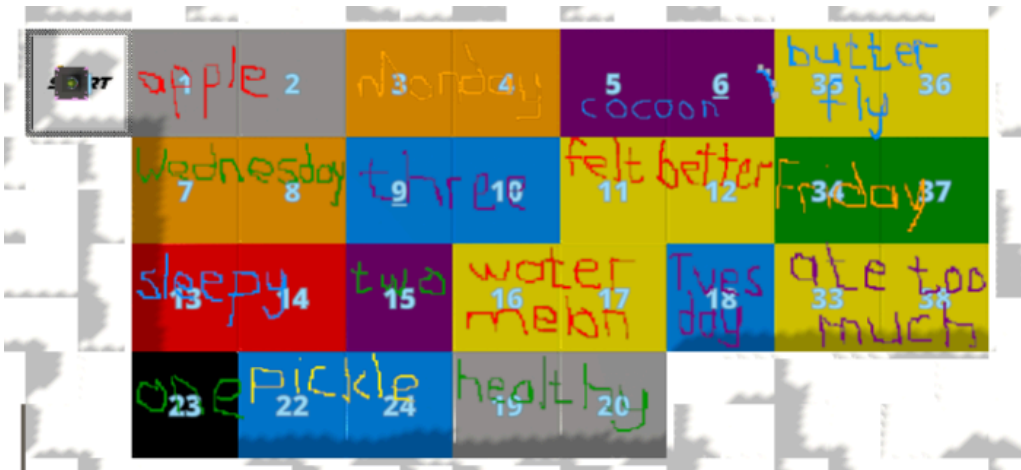 START apple 1 2 Monday 3 4 cocoon 5 6 butter fly 35 36
Wednesday 7 8 three 9 10 felt better 11 12 Friday 34 37
sleepy 13 14 two 15 water melon 16 17 Tues day 18 ate too much 33 38
one 23 pickle 22 24 healthy 19 20